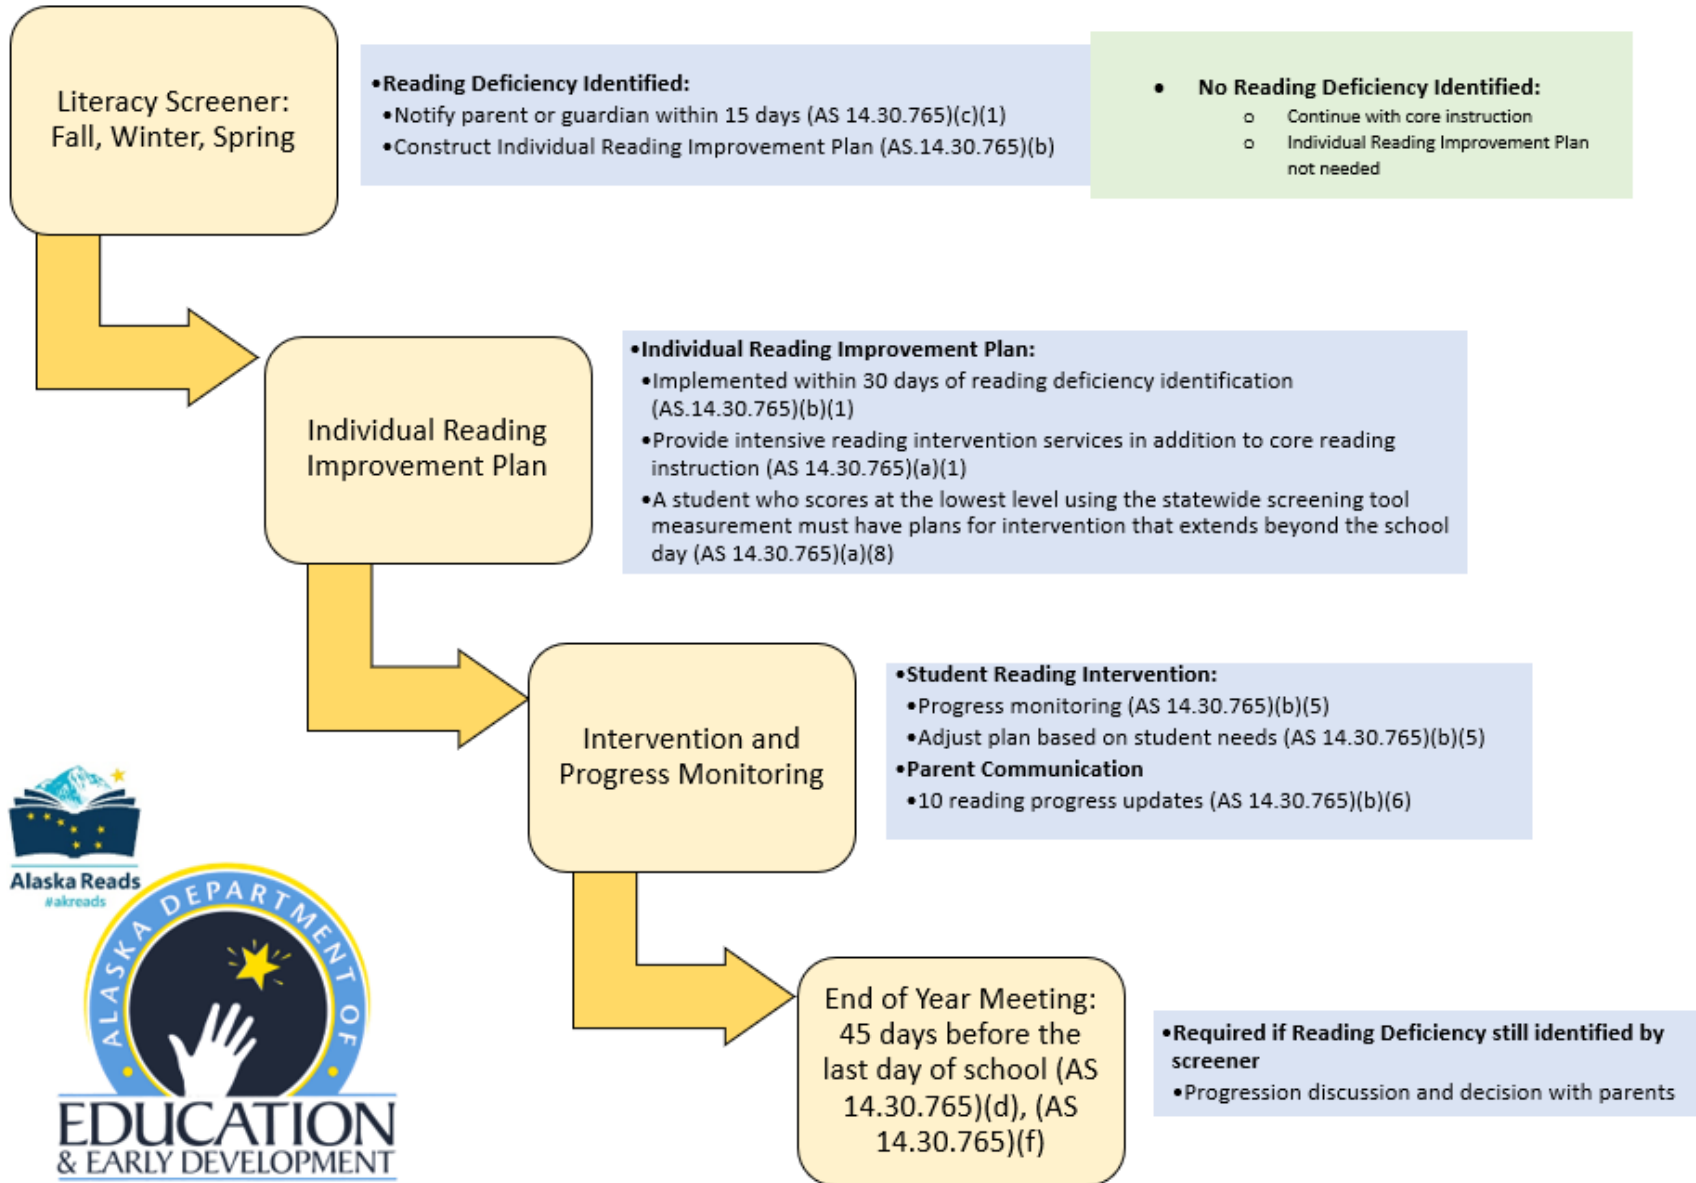 Literacy Screener:
Fall, Winter, Spring
•Reading Deficiency Identified:
•Notify parent or guardian within 15 days (AS 14.30.765)(c)(1)
•Construct Individual Reading Improvement Plan (AS.14.30.765)(b)
• No Reading Deficiency Identified:
o Continue with core instruction
o Individual Reading Improvement Plan
not needed
Individual Reading
Improvement Plan
•Individual Reading Improvement Plan:
•Implemented within 30 days of reading deficiency identification
(AS.14.30.765)(b)(1)
•Provide intensive reading intervention services in addition to core reading
instruction (AS 14.30.765)(a)(1)
•A student who scores at the lowest level using the statewide screening tool
measurement must have plans for intervention that extends beyond the school
day (AS 14.30.765)(a)(8)
Intervention and
Progress Monitoring
•Student Reading Intervention:
•Progress monitoring (AS 14.30.765)(b)(5)
•Adjust plan based on student needs (AS 14.30.765)(b)(5)
•Parent Communication
•10 reading progress updates (AS 14.30.765)(b)(6)
End of Year Meeting:
45 days before the
last day of school (AS
14.30.765)(d), (AS
14.30.765)(f)
•Required if Reading Deficiency still identified by
screener
•Progression discussion and decision with parents
Alaska Reads
#akreads
ALASKA DEPARTMENT OF
EDUCATION
& EARLY DEVELOPMENT